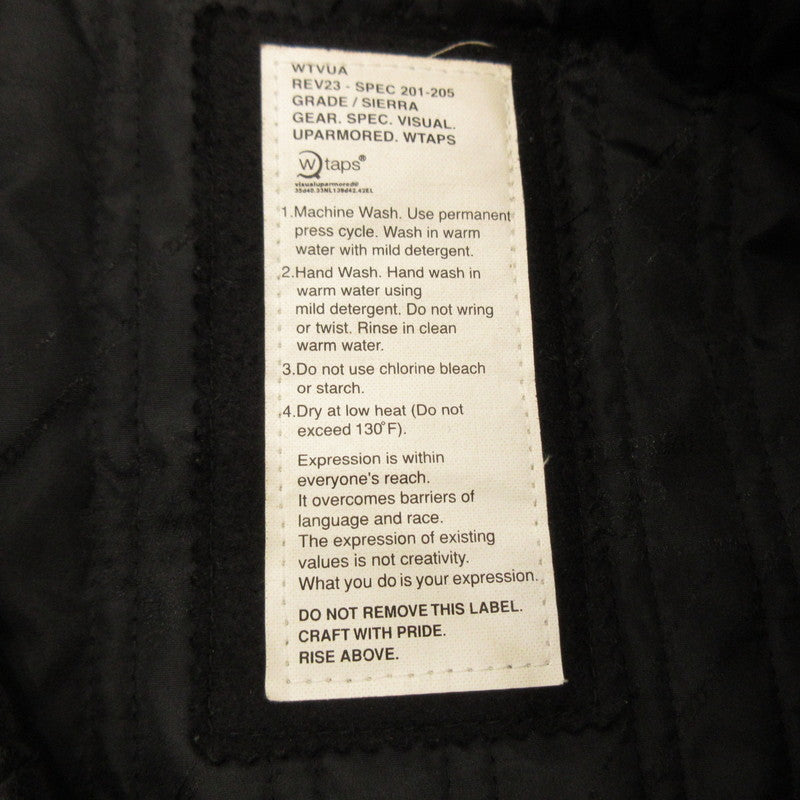 WTVUA
REV23 - SPEC 201-205
GRADE / SIERRA
GEAR. SPEC. VISUAL.
UPARMORED. WTAPS
Wtaps®
visualuparmored®
1.Machine Wash. Use permanent
press cycle. Wash in warm
water with mild detergent.
2.Hand Wash. Hand wash in
warm water using
mild detergent. Do not wring
or twist. Rinse in clean
warm water.
3.Do not use chlorine bleach
or starch.
4.Dry at low heat (Do not
exceed 130°F).
Expression is within
everyone's reach.
It overcomes barriers of
language and race.
The expression of existing
values is not creativity.
What you do is your expression.
DO NOT REMOVE THIS LABEL.
CRAFT WITH PRIDE.
RISE ABOVE.